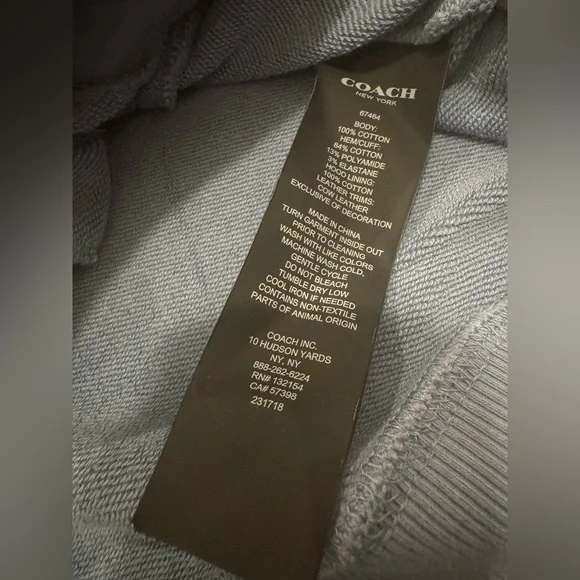 COACH
NEW YORK
67464
BODY:
100% COTTON
HEM/CUFF:
84% COTTON
13% POLYAMIDE
3% ELASTANE
HOOD LINING:
100% COTTON
LEATHER TRIMS:
COW LEATHER
EXCLUSIVE OF DECORATION
MADE IN CHINA
TURN GARMENT INSIDE OUT
PRIOR TO CLEANING
WASH WITH LIKE COLORS
MACHINE WASH COLD,
GENTLE CYCLE
DO NOT BLEACH
TUMBLE DRY LOW
COOL IRON IF NEEDED
CONTAINS NON-TEXTILE
PARTS OF ANIMAL ORIGIN
COACH INC.
10 HUDSON YARDS
NY, NY
888-262-6224
RN# 132154
CA# 57398
231718